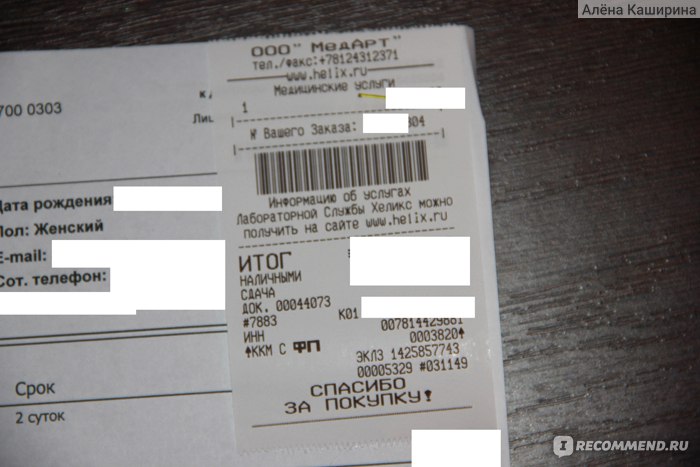 Алёна Каширина
ООО" МедАРТ"
тел./факс:+78124312371
www.helix.ru
Медицинские услуги
1
№ Вашего Заказа: 804
Информацию об услугах
Лабораторной Службы Хеликс можно
получить на сайте www.helix.ru
ИТОГ
НАЛИЧНЫМИ
СДАЧА
ДОК. 00044073 К01
#7883 007814429881
ИНН 0003820↑
↑ККМ С ФП ЭКЛЗ 1425857743
00005329 #031149
СПАСИБО
ЗА ПОКУПКУ!
700 0303
Дата рождения
Пол: Женский
E-mail:
Сот. телефон:
Срок
2 суток
I RECOMMEND.RU